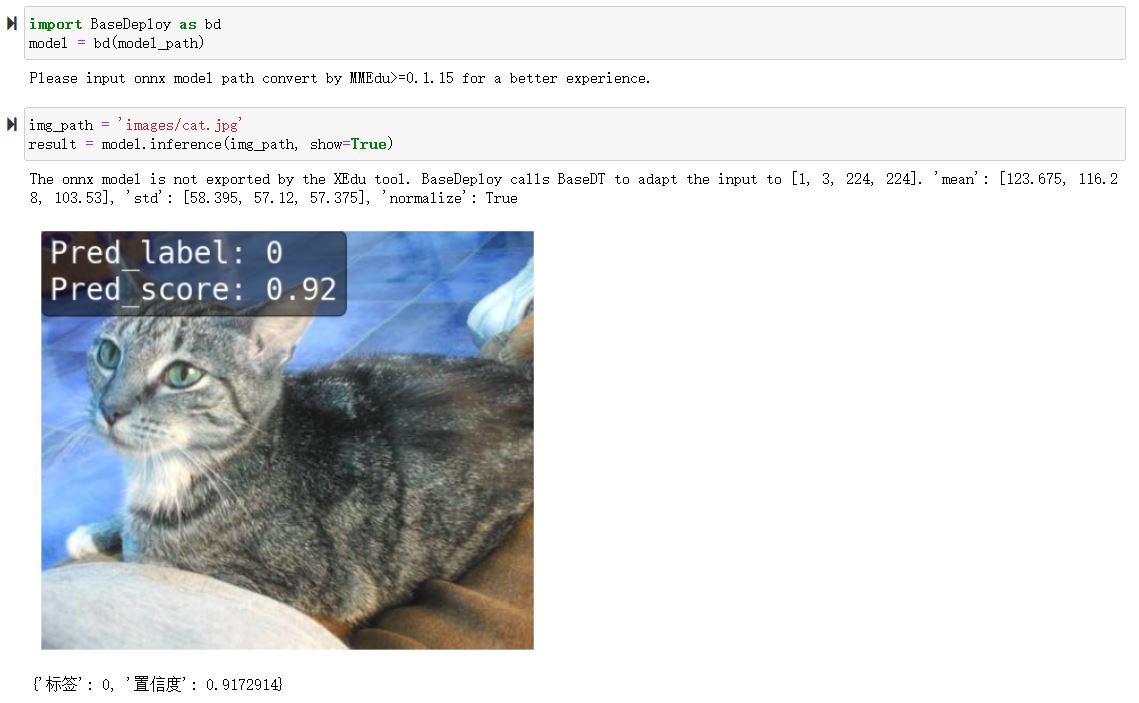 import BaseDeploy as bd
model = bd(model_path)
Please input onnx model path convert by MMEdu>=0.1.15 for a better experience.
img_path = 'images/cat.jpg'
result = model.inference(img_path, show=True)
The onnx model is not exported by the XEdu tool. BaseDeploy calls BaseDT to adapt the input to [1, 3, 224, 224]. 'mean': [123.675, 116.2
8, 103.53], 'std': [58.395, 57.12, 57.375], 'normalize': True
Pred_label: 0
Pred_score: 0.92
{'标签': 0, '置信度': 0.9172914}